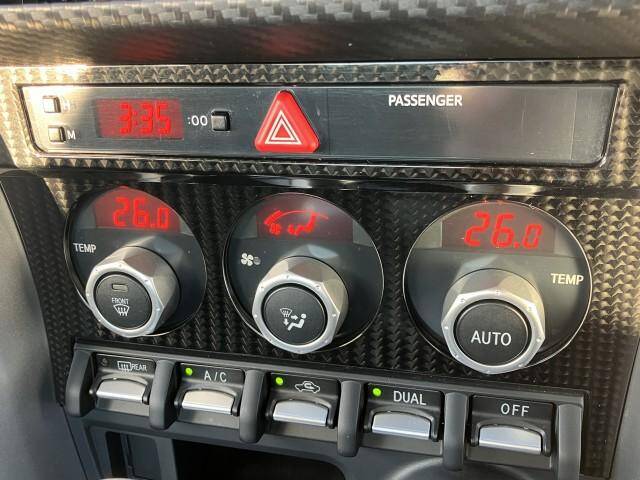 PASSENGER
3:35 :00
M
26.0 26.0
TEMP TEMP
FRONT
AUTO
REAR A/C DUAL OFF